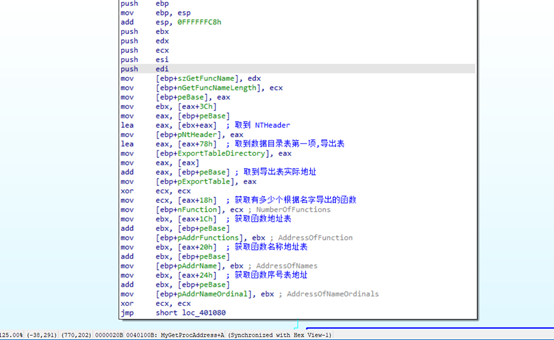 push ebp
mov ebp, esp
add esp, 0FFFFFFC8h
push ebx
push edx
push ecx
push esi
push edi
mov [ebp+szGetFuncName], edx
mov [ebp+nGetFuncNameLength], ecx
mov [ebp+peBase], eax
mov ebx, [eax+3Ch]
mov eax, [ebp+peBase]
lea eax, [ebx+eax] ; 取到 NTHeader
mov [ebp+pNtHeader], eax
lea eax, [eax+78h] ; 取到数据目录表第一项,导出表
mov [ebp+ExportTableDirectory], eax
mov eax, [eax]
add eax, [ebp+peBase] ; 取到导出表实际地址
mov [ebp+pExportTable], eax
xor ecx, ecx
mov ecx, [eax+18h] ; 获取有多少个根据名字导出的函数
mov [ebp+nFunction], ecx ; NumberOfFunctions
mov ebx, [eax+1Ch] ; 获取函数地址表
add ebx, [ebp+peBase]
mov [ebp+pAddrFunctions], ebx ; AddressOfFunction
mov ebx, [eax+20h] ; 获取函数名称地址表
add ebx, [ebp+peBase]
mov [ebp+pAddrName], ebx ; AddressOfNames
mov ebx, [eax+24h] ; 获取函数序号表地址
add ebx, [ebp+peBase]
mov [ebp+pAddrNameOrdinal], ebx ; AddressOfNameOrdinals
xor ecx, ecx
jmp short loc_401080
125.00% (-38,291) (770,202) 0000020B 0040100B: MyGetProcAddress+A (Synchronized with Hex View-1)